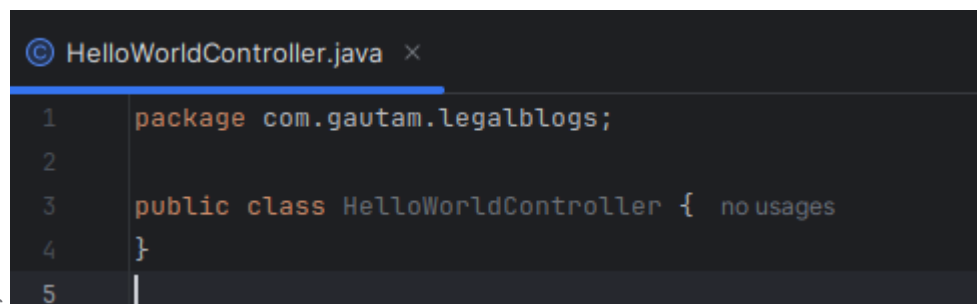 HelloWorldController.java
1 package com.gautam.legalblogs;
2
3 public class HelloWorldController { no usages
4 }
5